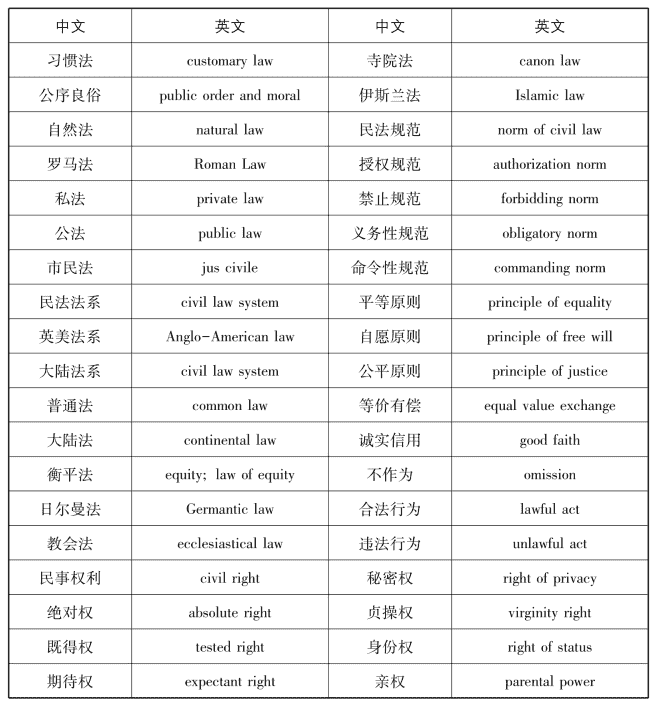 中文 英文 中文 英文
习惯法 customary law 寺院法 canon law
公序良俗 public order and moral 伊斯兰法 Islamic law
自然法 natural law 民法规范 norm of civil law
罗马法 Roman Law 授权规范 authorization norm
私法 private law 禁止规范 forbidding norm
公法 public law 义务性规范 obligatory norm
市民法 jus civile 命令性规范 commanding norm
民法法系 civil law system 平等原则 principle of equality
英美法系 Anglo-American law 自愿原则 principle of free will
大陆法系 civil law system 公平原则 principle of justice
普通法 common law 等价有偿 equal value exchange
大陆法 continental law 诚实信用 good faith
衡平法 equity; law of equity 不作为 omission
日尔曼法 Germantic law 合法行为 lawful act
教会法 ecclesiastical law 违法行为 unlawful act
民事权利 civil right 秘密权 right of privacy
绝对权 absolute right 贞操权 virginity right
既得权 tested right 身份权 right of status
期待权 expectant right 亲权 parental power